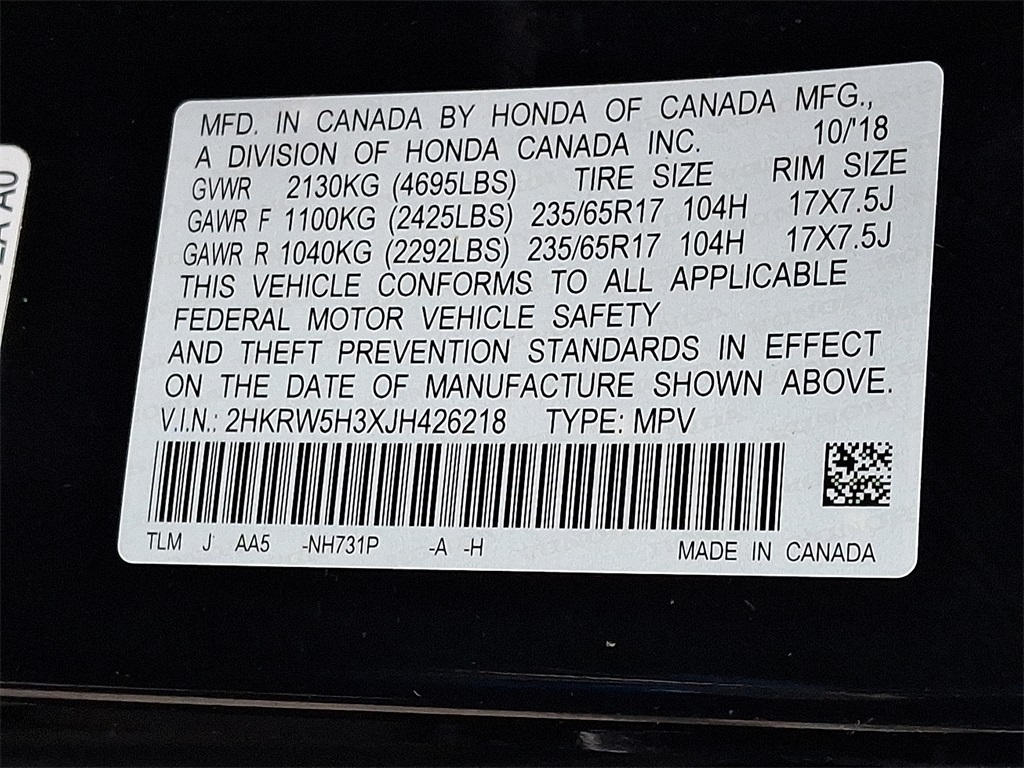 MFD. IN CANADA BY HONDA OF CANADA MFG.,
A DIVISION OF HONDA CANADA INC. 10/'18
GVWR 2130KG (4695LBS) TIRE SIZE RIM SIZE
GAWR F 1100KG (2425LBS) 235/65R17 104H 17X7.5J
GAWR R 1040KG (2292LBS) 235/65R17 104H 17X7.5J
THIS VEHICLE CONFORMS TO ALL APPLICABLE
FEDERAL MOTOR VEHICLE SAFETY
AND THEFT PREVENTION STANDARDS IN EFFECT
ON THE DATE OF MANUFACTURE SHOWN ABOVE.
V.I.N.: 2HKRW5H3XJH426218 TYPE: MPV
TLM J AA5 -NH731P -A -H MADE IN CANADA